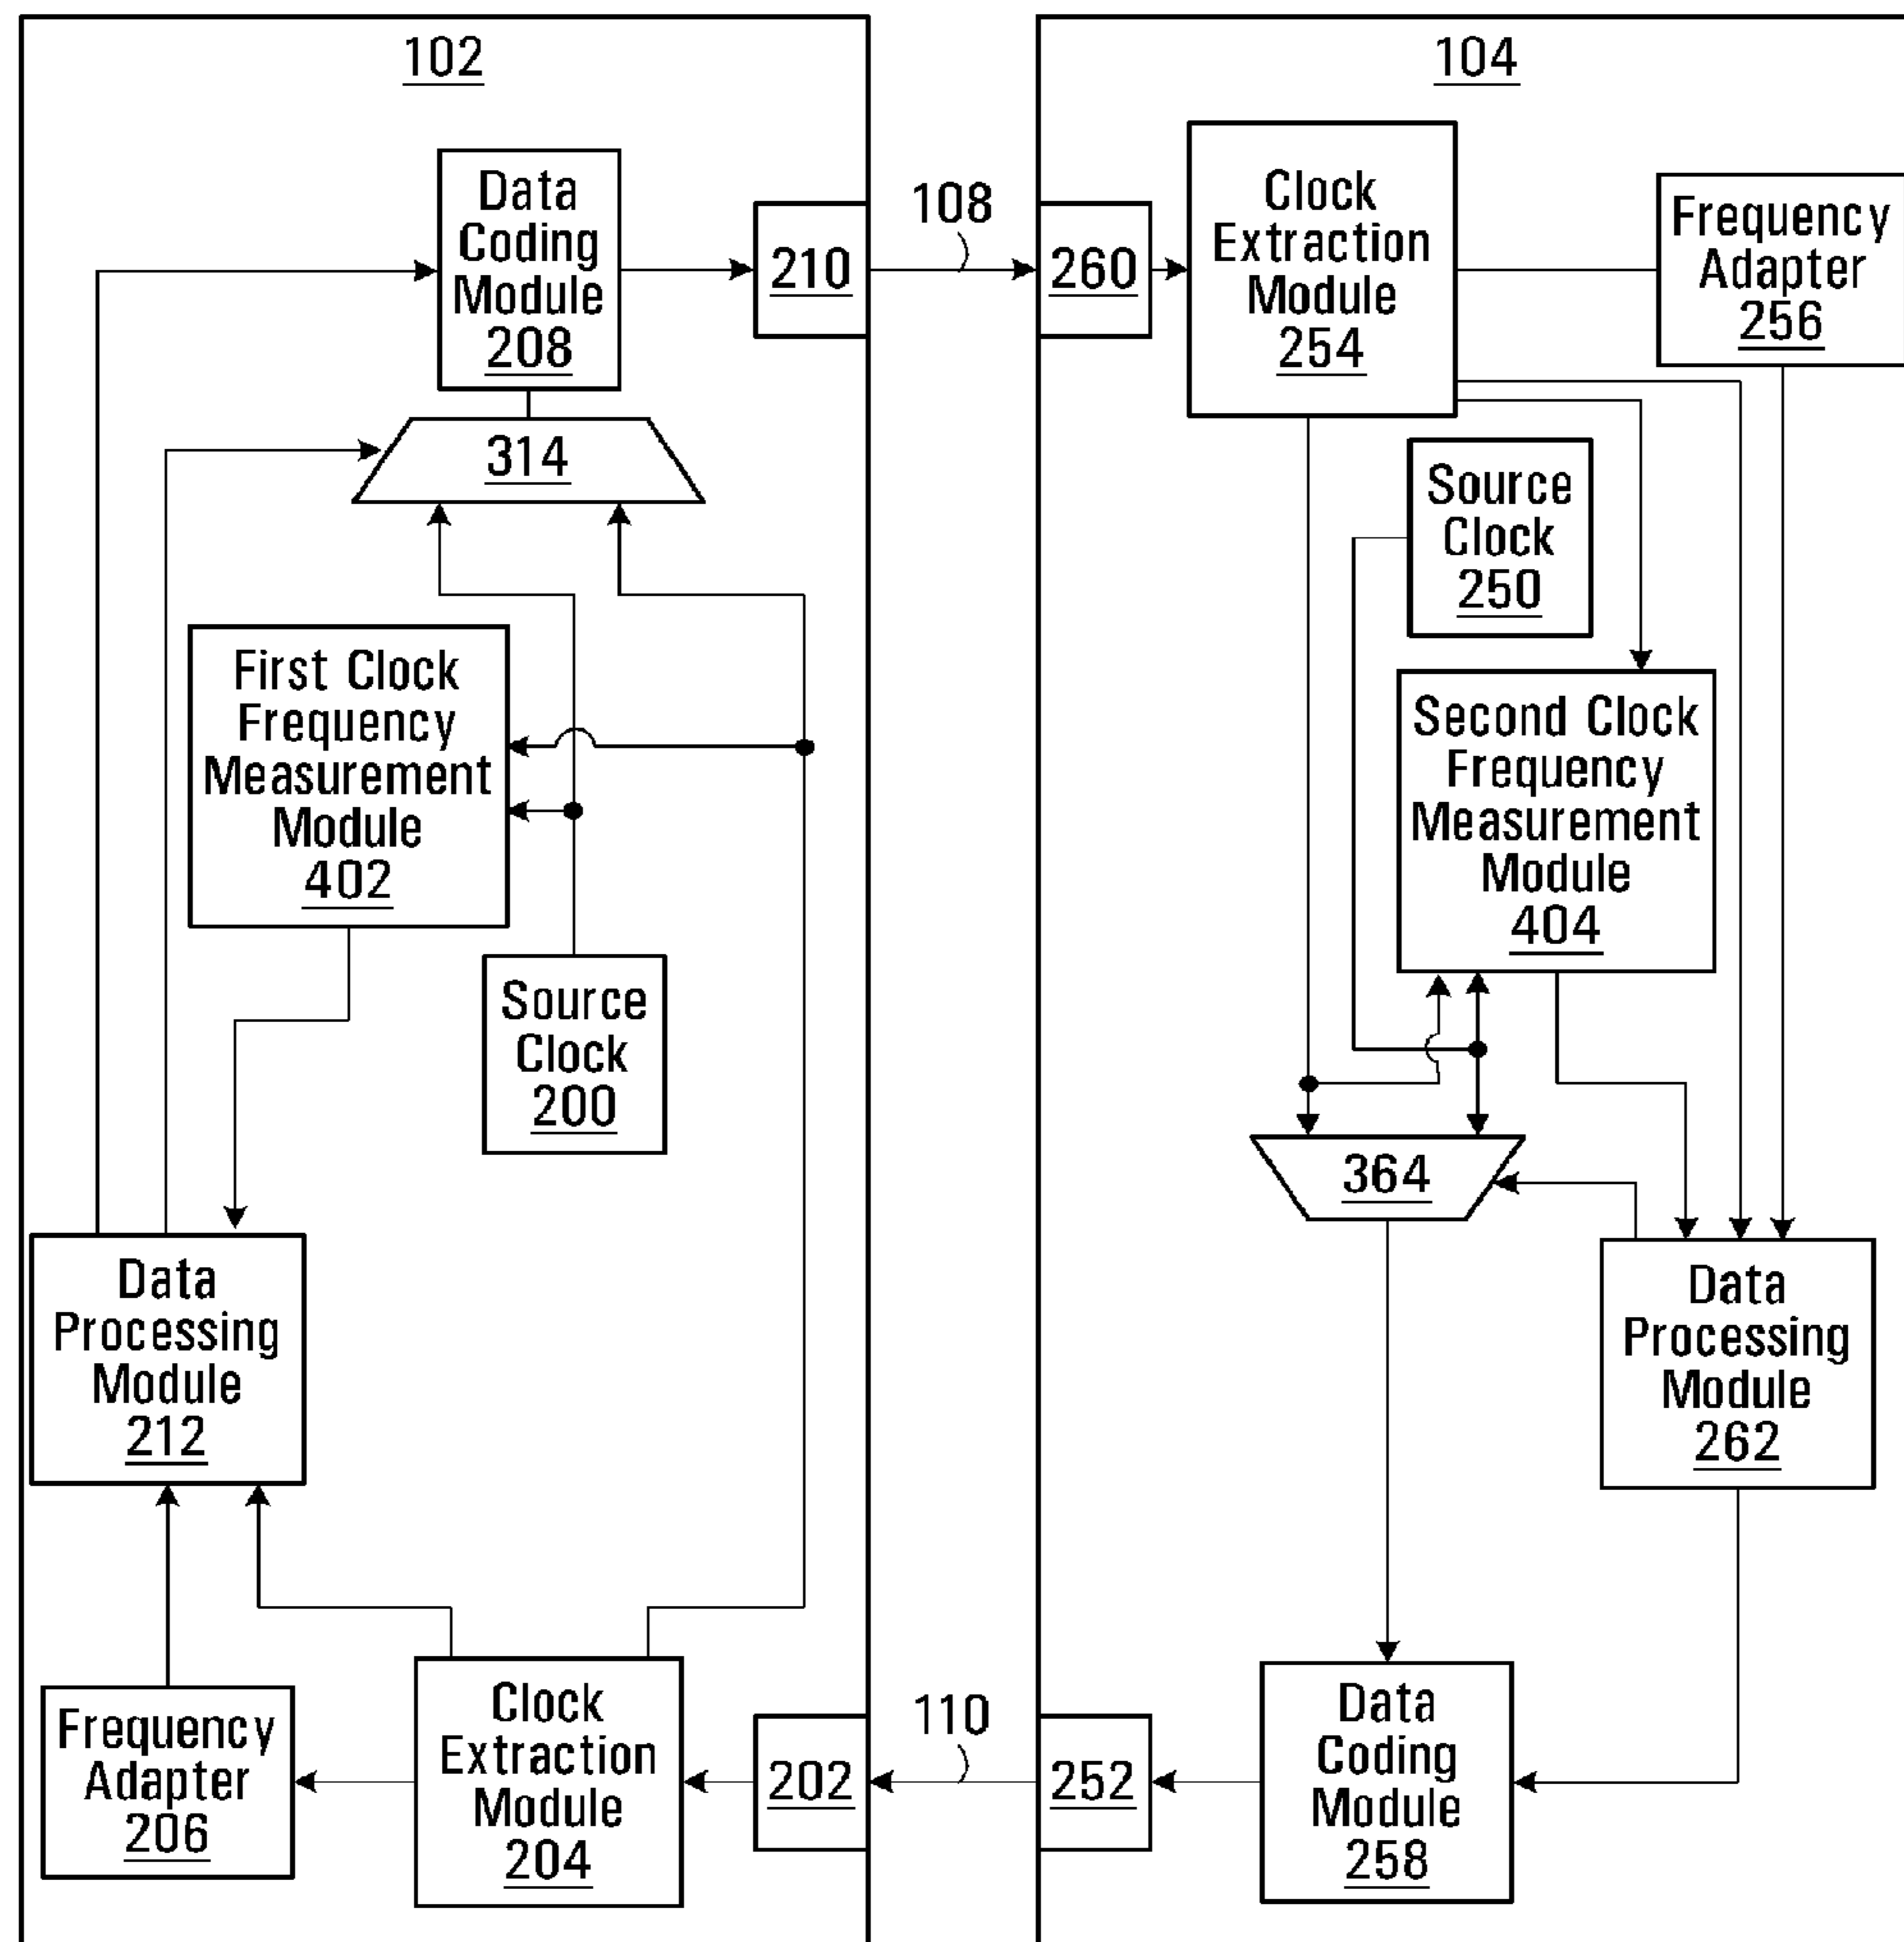 102
Data
Coding
Module
208
210
314
First Clock
Frequency
Measurement
Module
402
Source
Clock
200
Data
Processing
Module
212
Frequency
Adapter
206
Clock
Extraction
Module
204
202
108
110
104
260
Clock
Extraction
Module
254
Frequency
Adapter
256
Source
Clock
250
Second Clock
Frequency
Measurement
Module
404
364
Data
Processing
Module
262
252
Data
Coding
Module
258